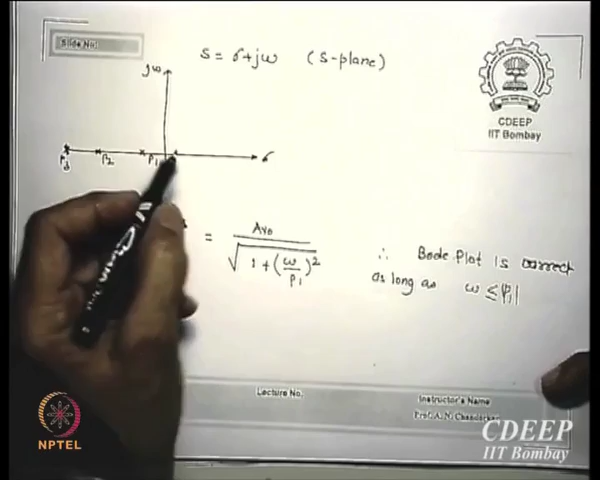 Slide No:
s = σ+jω (s-plane)
CDEEP
IIT Bombay
jω
σ
P3 P2 P1
= Av0 / √(1 + (ω/P1)²)
∴ Bode Plot is correct
as long as ω ≤ |P1|
Lecture No.
Instructor's Name
Prof. A. N. Chandorkar
NPTEL
CDEEP
IIT Bombay